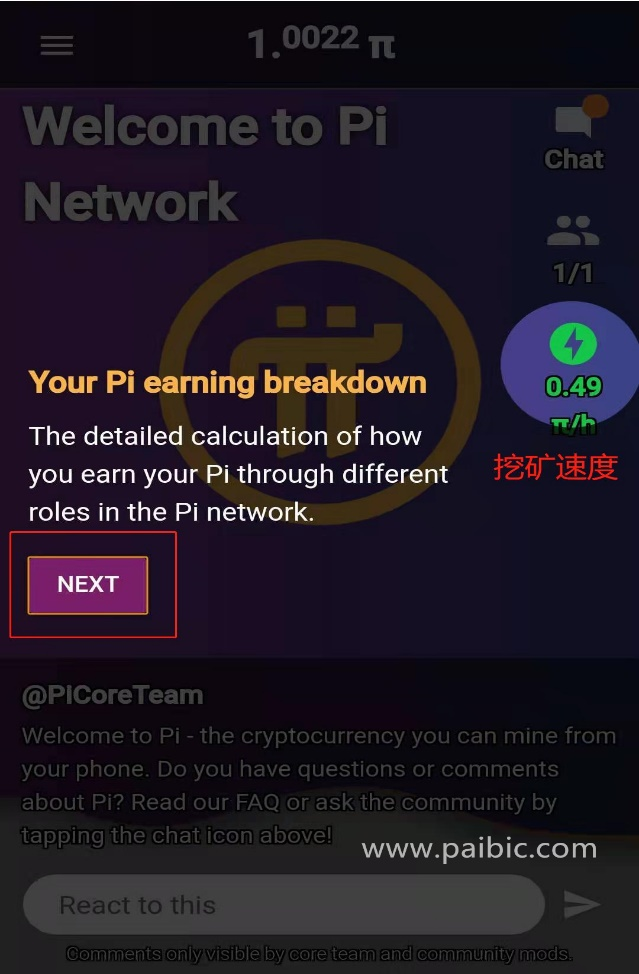 1.0022 π
Welcome to Pi
Network
Chat
1/1
0.49
π/h
挖矿速度
Your Pi earning breakdown
The detailed calculation of how
you earn your Pi through different
roles in the Pi network.
NEXT
@PiCoreTeam
Welcome to Pi - the cryptocurrency you can mine from
your phone. Do you have questions or comments
about Pi? Read our FAQ or ask the community by
tapping the chat icon above!
www.paibic.com
React to this
Comments only visible by core team and community mods.